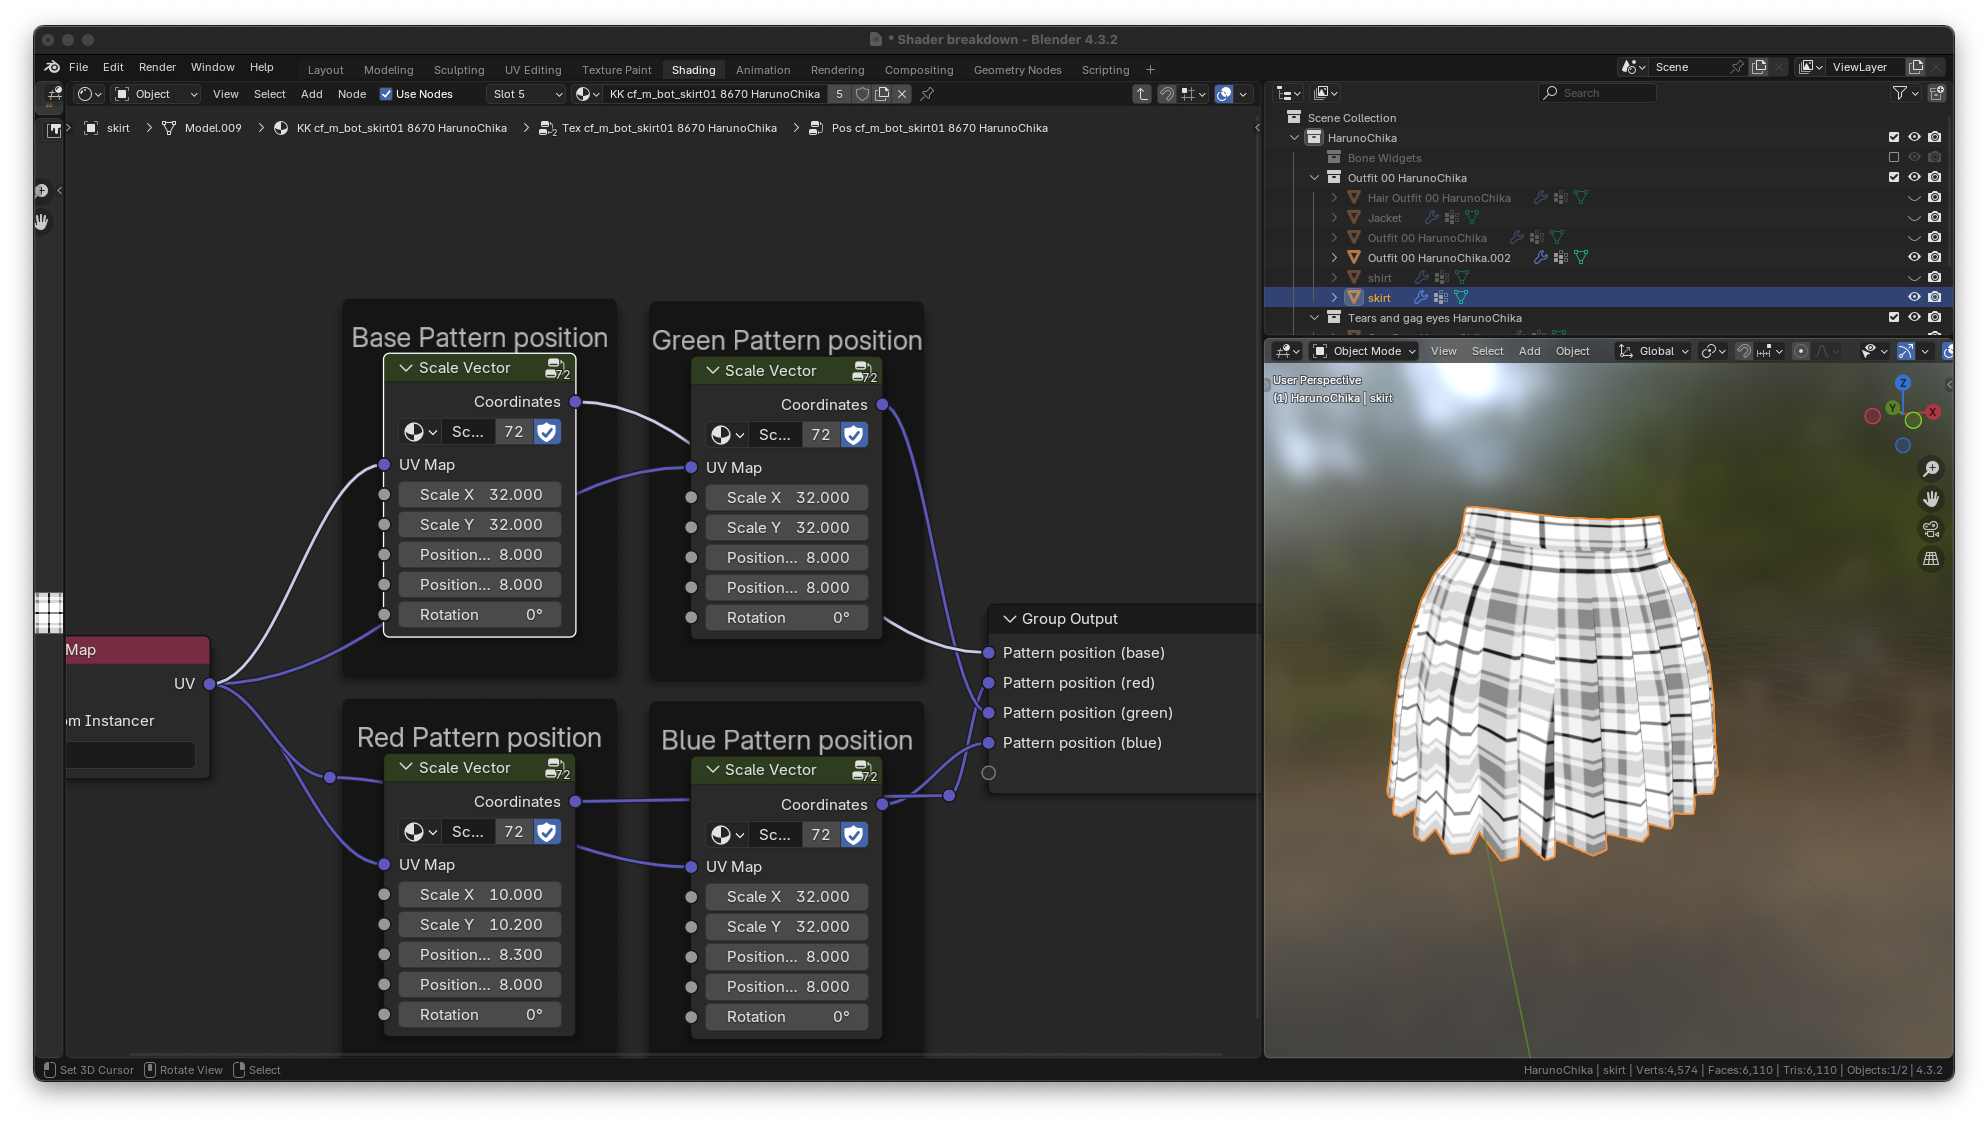 * Shader breakdown - Blender 4.3.2
File Edit Render Window Help Layout Modeling Sculpting UV Editing Texture Paint Shading Animation Rendering Compositing Geometry Nodes Scripting + Scene ViewLayer
Object View Select Add Node Use Nodes Slot 5 KK cf_m_bot_skirt01 8670 HarunoChika 5
skirt Model.009 KK cf_m_bot_skirt01 8670 HarunoChika Tex cf_m_bot_skirt01 8670 HarunoChika Pos cf_m_bot_skirt01 8670 HarunoChika
Base Pattern position
Scale Vector 72
Coordinates
Sc... 72
UV Map
Scale X 32.000
Scale Y 32.000
Position... 8.000
Position... 8.000
Rotation 0°
Green Pattern position
Scale Vector 72
Coordinates
Sc... 72
UV Map
Scale X 32.000
Scale Y 32.000
Position... 8.000
Position... 8.000
Rotation 0°
Map
UV
om Instancer
Red Pattern position
Scale Vector 72
Coordinates
Sc... 72
UV Map
Scale X 10.000
Scale Y 10.200
Position... 8.300
Position... 8.000
Rotation 0°
Blue Pattern position
Scale Vector 72
Coordinates
Sc... 72
UV Map
Scale X 32.000
Scale Y 32.000
Position... 8.000
Position... 8.000
Rotation 0°
Group Output
Pattern position (base)
Pattern position (red)
Pattern position (green)
Pattern position (blue)
Search
Scene Collection
HarunoChika
Bone Widgets
Outfit 00 HarunoChika
Hair Outfit 00 HarunoChika
Jacket
Outfit 00 HarunoChika
Outfit 00 HarunoChika.002
shirt
skirt
Tears and gag eyes HarunoChika
Object Mode View Select Add Object Global
User Perspective
(1) HarunoChika | skirt
Z
Y
X
Set 3D Cursor Rotate View Select
HarunoChika | skirt | Verts:4,574 | Faces:6,110 | Tris:6,110 | Objects:1/2 | 4.3.2